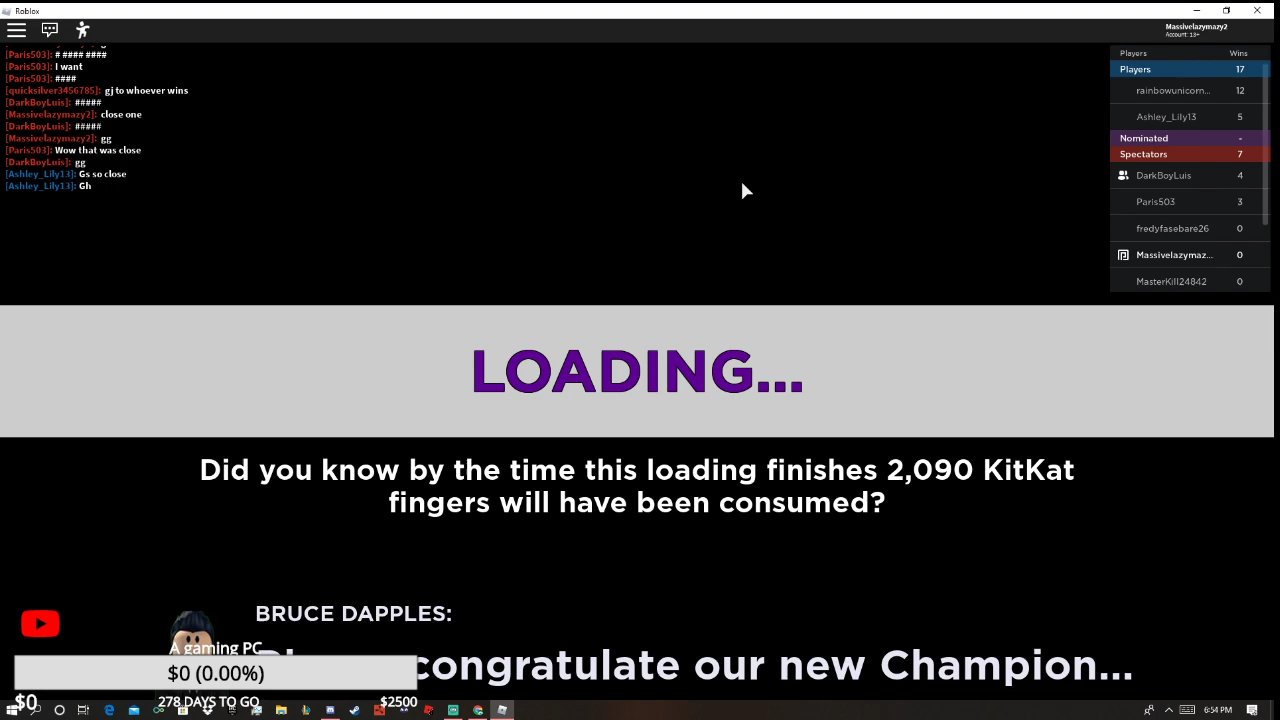 Roblox
Massivelazymazy2
Account: 13+
[Paris503]: # #### ####
[Paris503]: I want
[Paris503]: ####
[quicksilver3456785]: gj to whoever wins
[DarkBoyLuis]: #####
[Massivelazymazy2]: close one
[DarkBoyLuis]: #####
[Massivelazymazy2]: gg
[Paris503]: Wow that was close
[DarkBoyLuis]: gg
[Ashley_Lily13]: Gs so close
[Ashley_Lily13]: Gh
Players Wins
Players 17
rainbowunicorn... 12
Ashley_Lily13 5
Nominated -
Spectators 7
DarkBoyLuis 4
Paris503 3
fredyfasebare26 0
Massivelazymaz... 0
MasterKill24842 0
LOADING...
Did you know by the time this loading finishes 2,090 KitKat
fingers will have been consumed?
BRUCE DAPPLES:
congratulate our new Champion...
A gaming PC
$0 (0.00%)
$0 278 DAYS TO GO $2500
6:54 PM